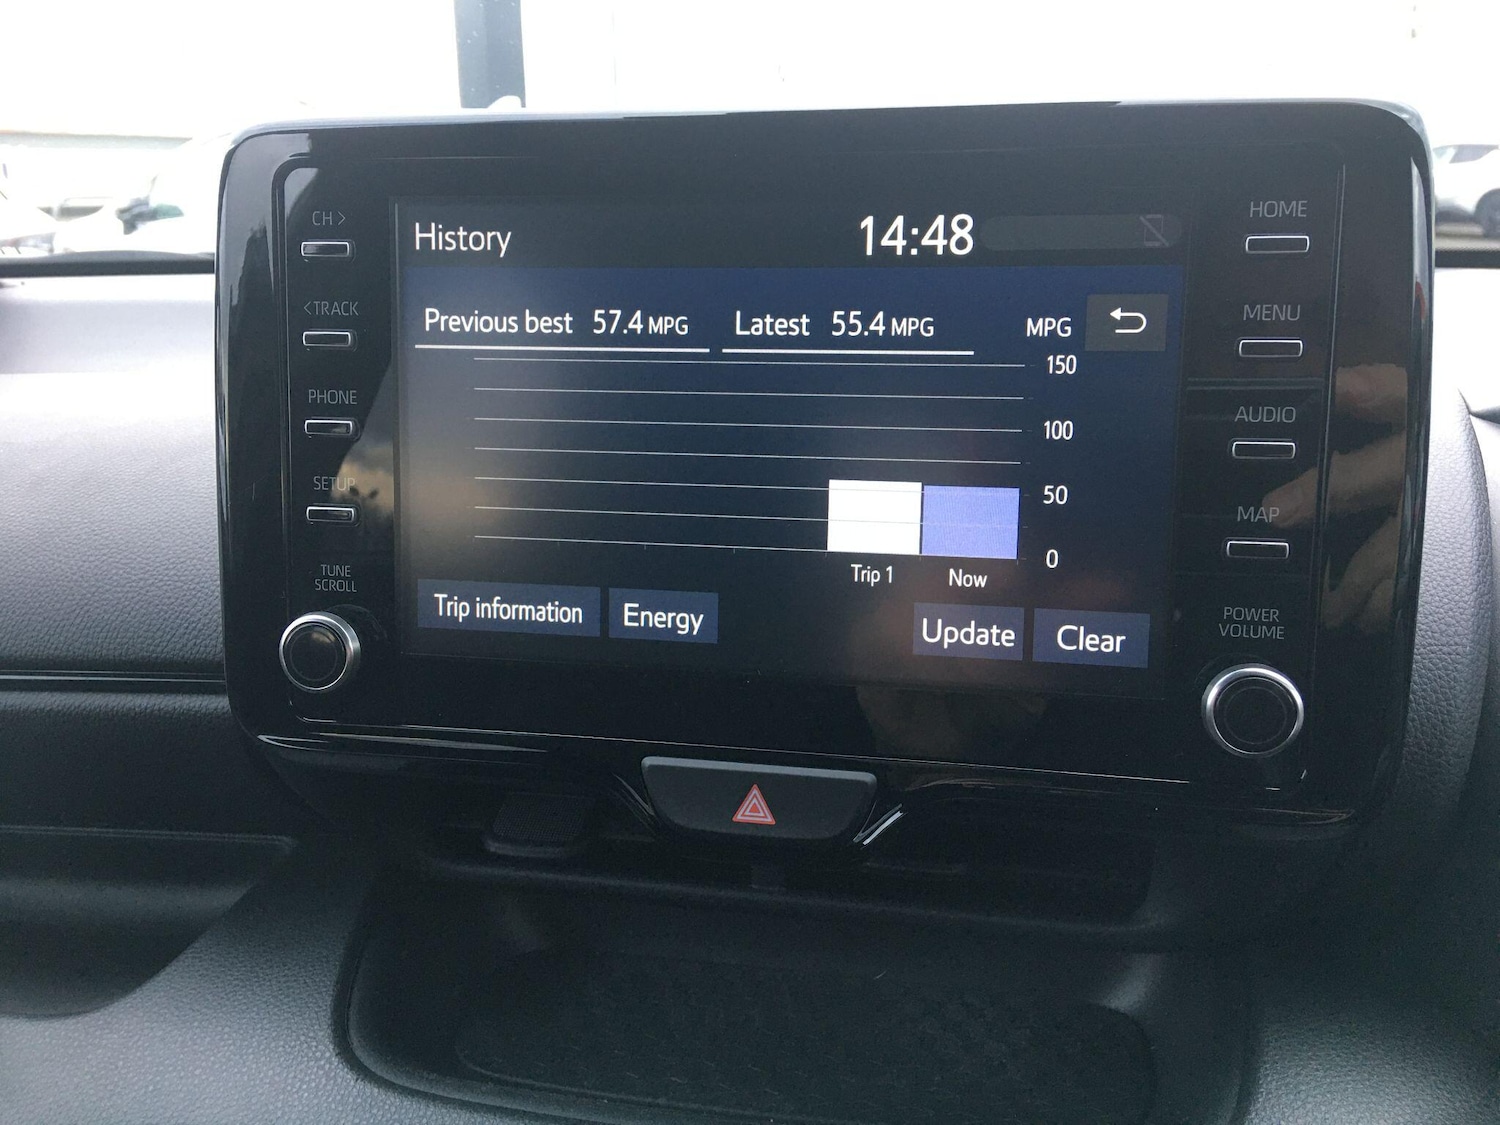 CH >
< TRACK
PHONE
SETUP
TUNE
SCROLL
History 14:48
Previous best 57.4 MPG Latest 55.4 MPG MPG
150
100
50
0
Trip 1 Now
Trip information Energy Update Clear
HOME
MENU
AUDIO
MAP
POWER
VOLUME